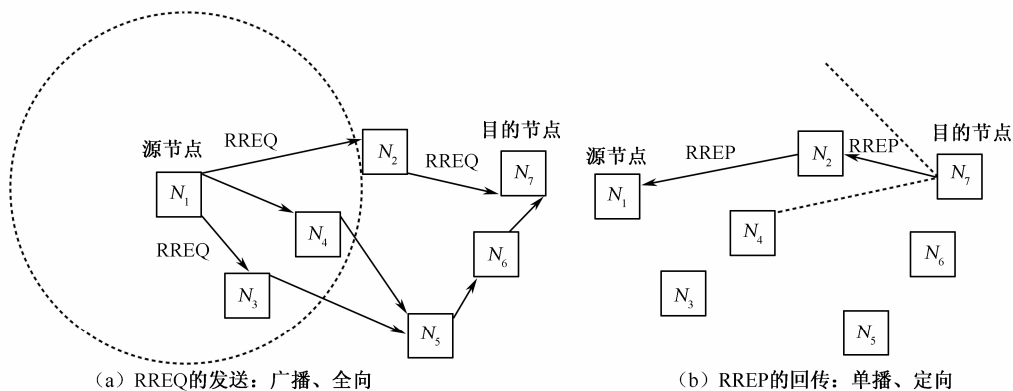 源节点
N1
RREQ
RREQ
N2
RREQ
目的节点
N7
N4
N3
N6
N5
(a) RREQ的发送：广播、全向
源节点
N1
RREP
N2
RREP
目的节点
N7
N4
N3
N6
N5
(b) RREP的回传：单播、定向